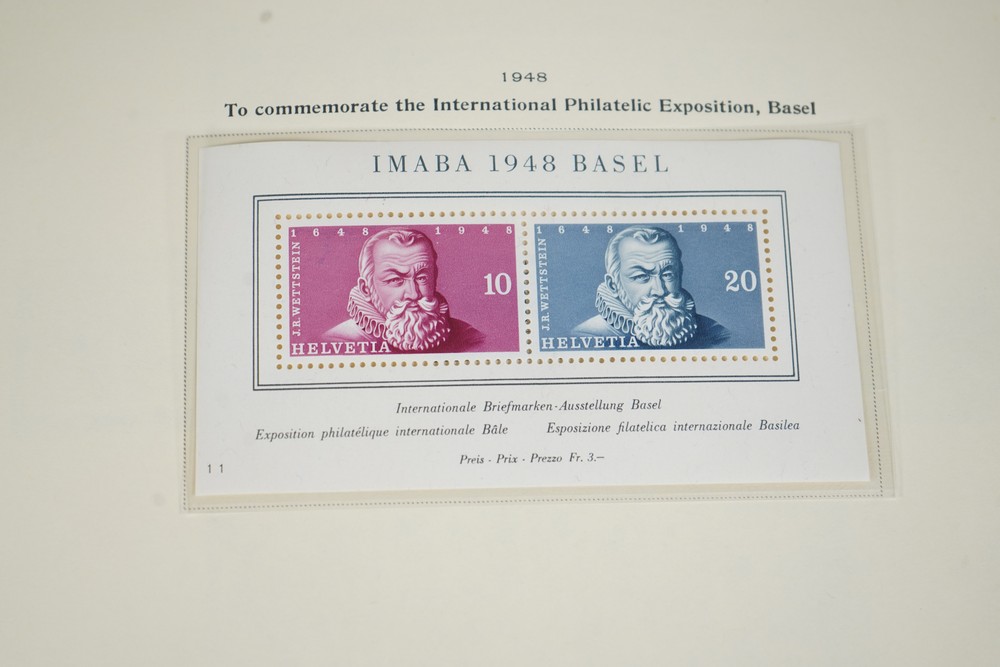 1948
To commemorate the International Philatelic Exposition, Basel
IMABA 1948 BASEL
1648 1948
J.R.WETTSTEIN
10
HELVETIA
1648 1948
J.R.WETTSTEIN
20
HELVETIA
Internationale Briefmarken-Ausstellung Basel
Exposition philatélique internationale Bâle Esposizione filatelica internazionale Basilea
Preis - Prix - Prezzo Fr. 3.—
1 1